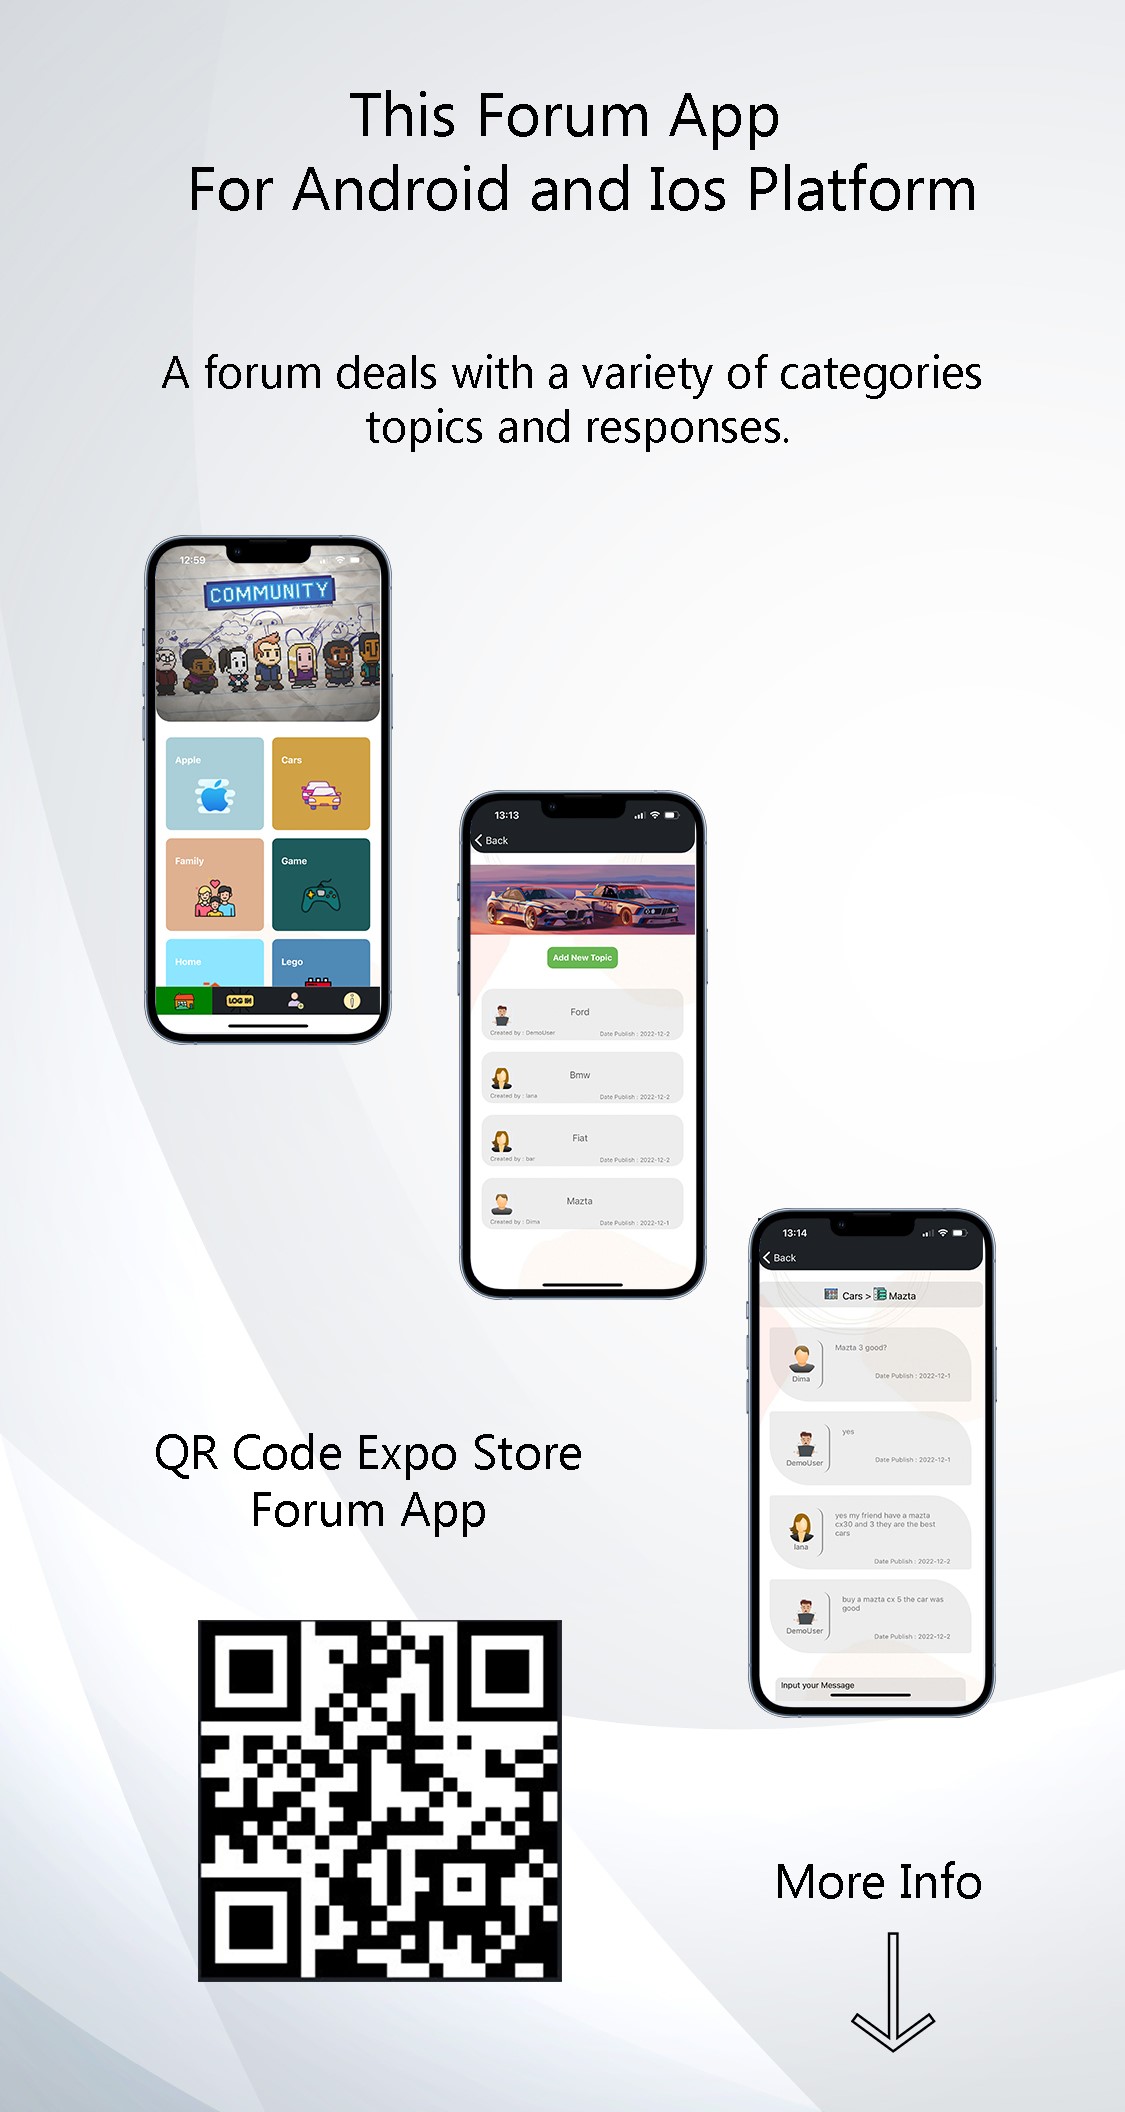 This Forum App
For Android and Ios Platform
A forum deals with a variety of categories
topics and responses.
12:59
COMMUNITY
Apple
Cars
Family
Game
Home
Lego
LOG IN
13:13
Back
Add New Topic
Ford
Created by : DemoUser
Date Publish : 2022-12-2
Bmw
Created by : lana
Date Publish : 2022-12-2
Fiat
Created by : bar
Date Publish : 2022-12-2
Mazta
Created by : Dima
Date Publish : 2022-12-1
13:14
Back
Cars > Mazta
Mazta 3 good?
Dima
Date Publish : 2022-12-1
yes
DemoUser
Date Publish : 2022-12-1
yes my friend have a mazta
cx30 and 3 they are the best
cars
lana
Date Publish : 2022-12-2
buy a mazta cx 5 the car was
good
DemoUser
Date Publish : 2022-12-2
Input your Message
QR Code Expo Store
Forum App
More Info